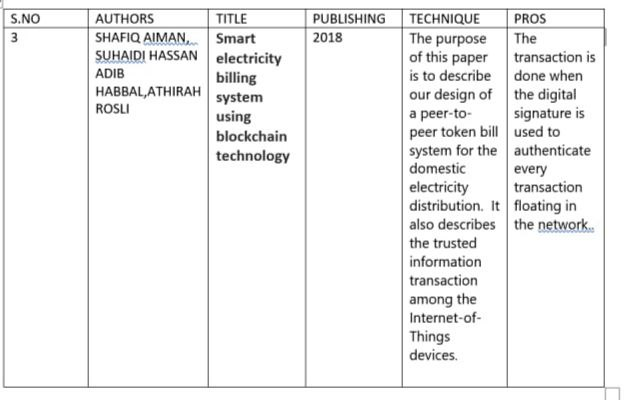 S.NO
AUTHORS
TITLE
PUBLISHING
TECHNIQUE
PROS
3
SHAFIQ AIMAN,
SUHAIDI HASSAN
ADIB
HABBAL,ATHIRAH
ROSLI
Smart
electricity
billing
system
using
blockchain
technology
2018
The purpose
of this paper
is to describe
our design of
a peer-to-
peer token bill
system for the
domestic
electricity
distribution. It
also describes
the trusted
information
transaction
among the
Internet-of-
Things
devices.
The
transaction is
done when
the digital
signature is
used to
authenticate
every
transaction
floating in
the network..